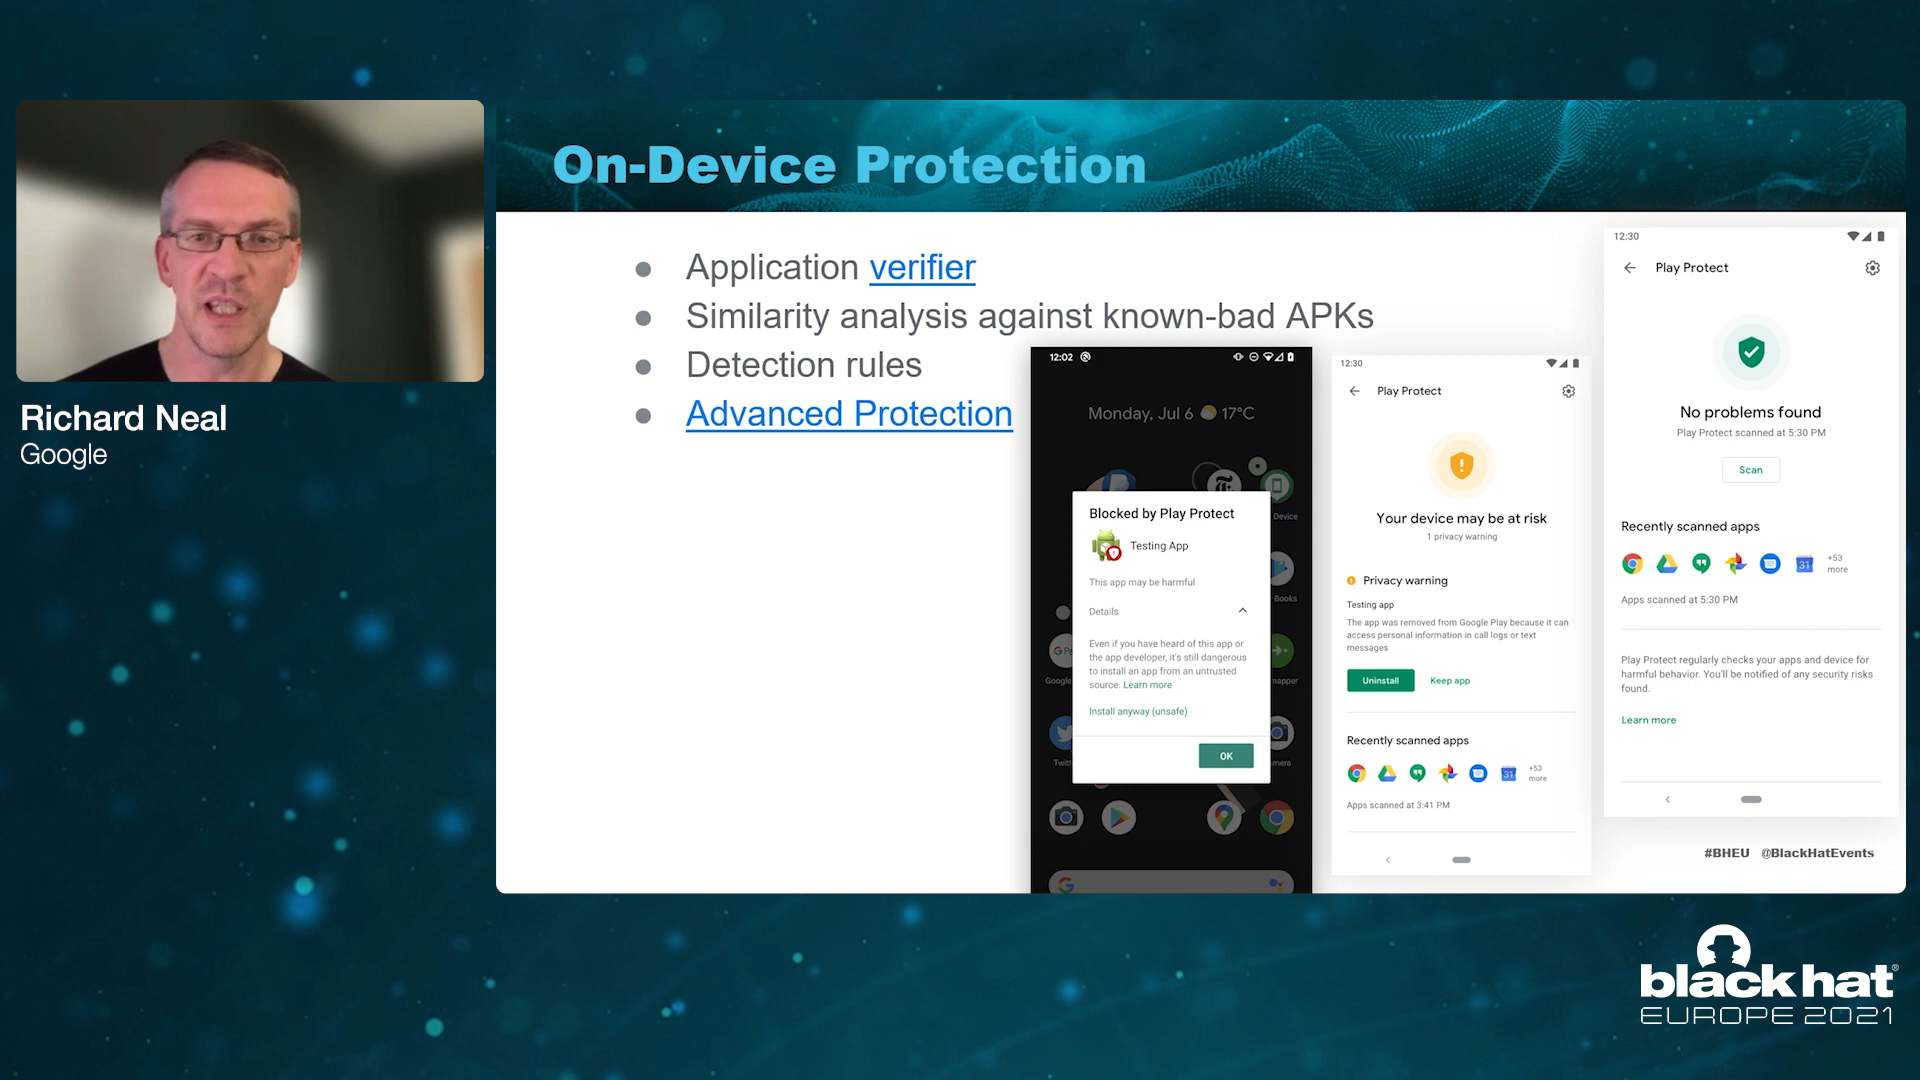 Richard Neal
Google
On-Device Protection
Application verifier
Similarity analysis against known-bad APKs
Detection rules
Advanced Protection
12:02
Monday, Jul 6 17°C
Device
Books
Google
Blocked by Play Protect
Testing App
This app may be harmful
Details
Even if you have heard of this app or
the app developer, it's still dangerous
to install an app from an untrusted
source. Learn more
Install anyway (unsafe)
OK
12:30
Play Protect
Your device may be at risk
1 privacy warning
Privacy warning
Testing app
The app was removed from Google Play because it can
access personal information in call logs or text
messages
Uninstall Keep app
Recently scanned apps
31
+53
more
Apps scanned at 3:41 PM
12:30
Play Protect
No problems found
Play Protect scanned at 5:30 PM
Scan
Recently scanned apps
31
+53
more
Apps scanned at 5:30 PM
Play Protect regularly checks your apps and device for
harmful behavior. You'll be notified of any security risks
found.
Learn more
#BHEU @BlackHatEvents
black hat®
EUROPE 2021